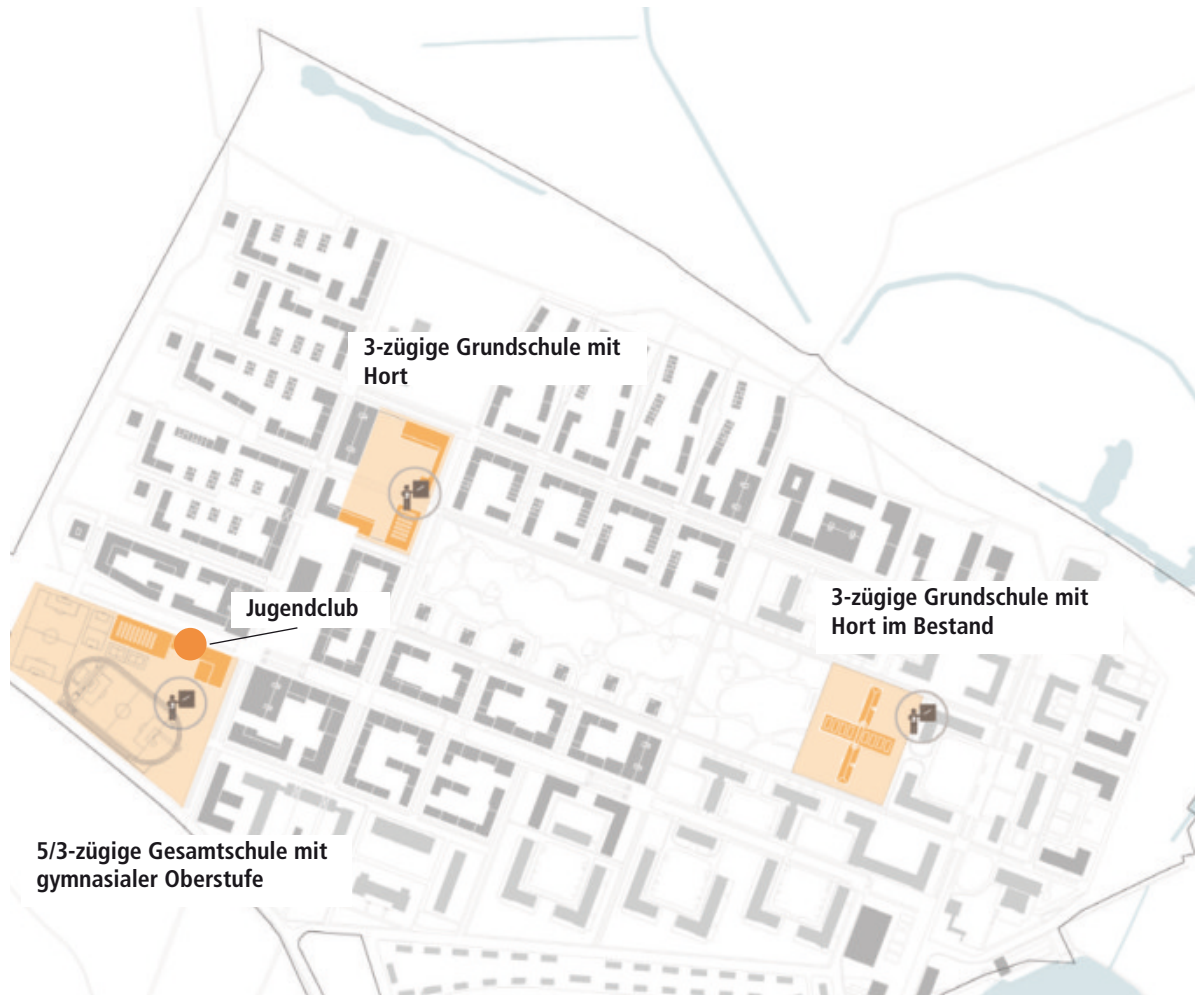 3-zügige Grundschule mit
Hort
Jugendclub
3-zügige Grundschule mit
Hort im Bestand
5/3-zügige Gesamtschule mit
gymnasialer Oberstufe